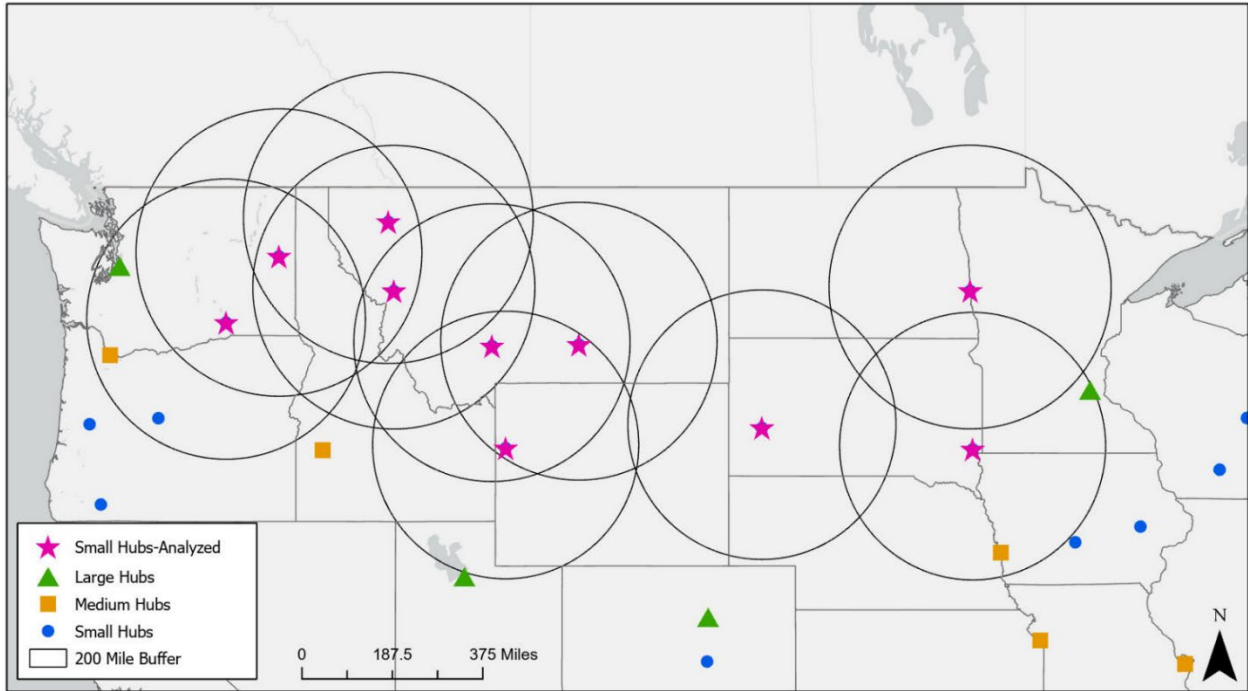 Small Hubs-Analyzed
Large Hubs
Medium Hubs
Small Hubs
200 Mile Buffer
0 187.5 375 Miles
N